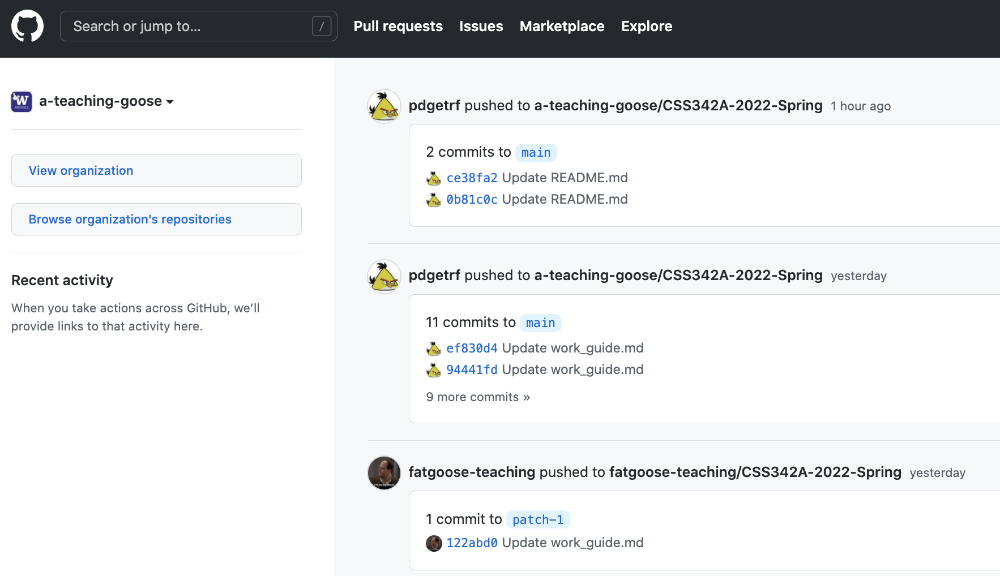 Search or jump to... /
Pull requests Issues Marketplace Explore
W
BOTHELL
a-teaching-goose
View organization
Browse organization's repositories
Recent activity
When you take actions across GitHub, we’ll
provide links to that activity here.
pdgetrf pushed to a-teaching-goose/CSS342A-2022-Spring 1 hour ago
2 commits to main
ce38fa2 Update README.md
0b81c0c Update README.md
pdgetrf pushed to a-teaching-goose/CSS342A-2022-Spring yesterday
11 commits to main
ef830d4 Update work_guide.md
94441fd Update work_guide.md
9 more commits »
fatgoose-teaching pushed to fatgoose-teaching/CSS342A-2022-Spring yesterday
"I'm an architect!"
1 commit to patch-1
122abd0 Update work_guide.md